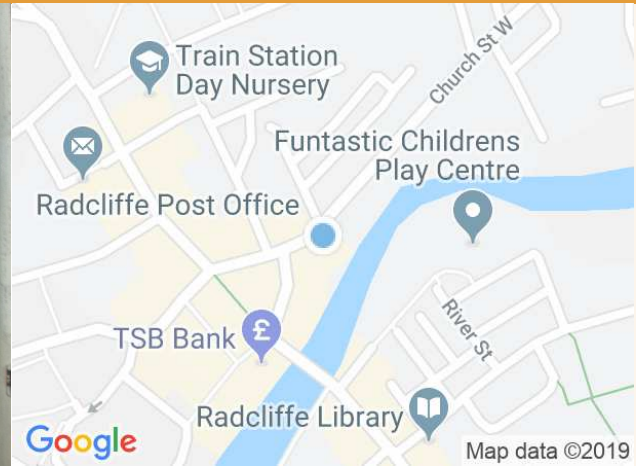 Train Station
Day Nursery
Church St W
Funtastic Childrens
Play Centre
Radcliffe Post Office
River St
TSB Bank
£
Radcliffe Library
Google
Map data ©2019